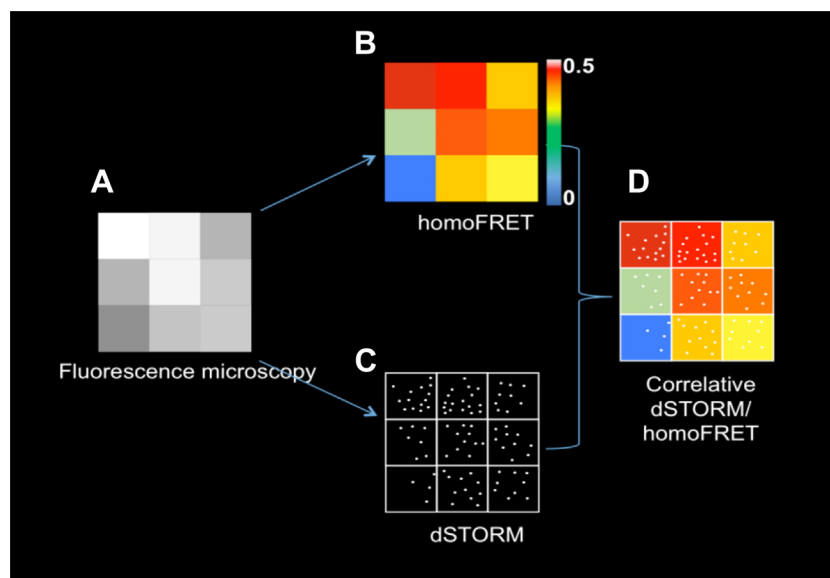 A
Fluorescence microscopy
B
0.5
0
homoFRET
C
dSTORM
D
Correlative
dSTORM/
homoFRET